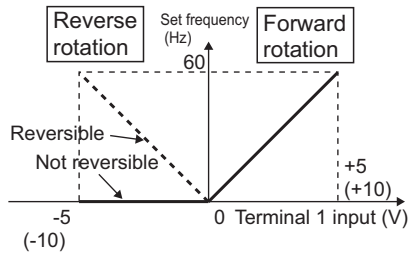 Reverse
rotation
Set frequency
(Hz)
Forward
rotation
60
Reversible
Not reversible
+5
(+10)
-5
(-10)
0 Terminal 1 input (V)